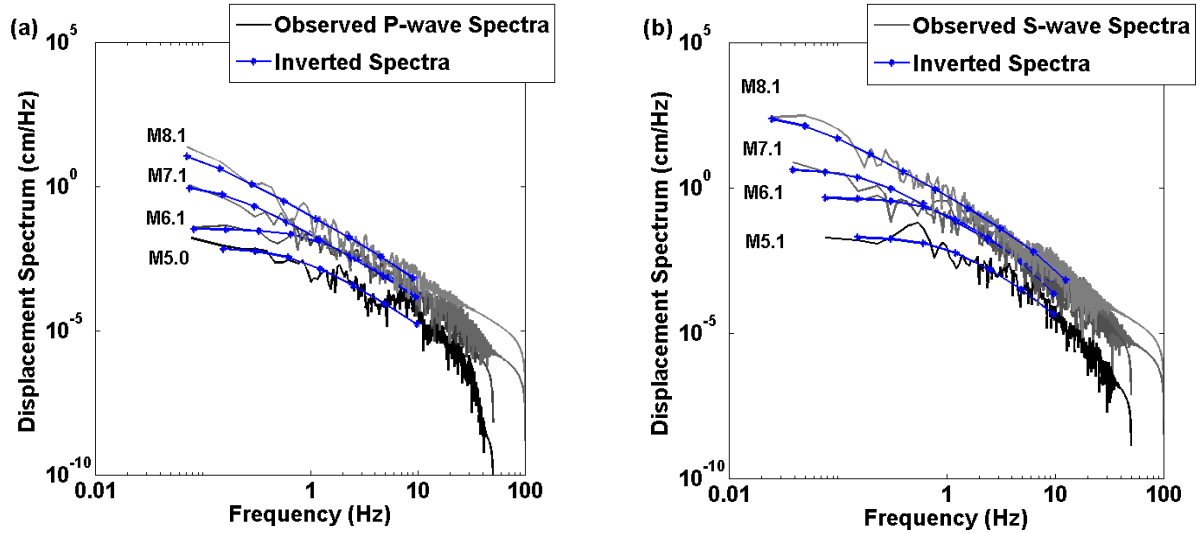 (a)
Observed P-wave Spectra
Inverted Spectra
Displacement Spectrum (cm/Hz)
10^5
10^0
10^-5
10^-10
M8.1
M7.1
M6.1
M5.0
0.01
1
10
100
Frequency (Hz)
(b)
Observed S-wave Spectra
Inverted Spectra
Displacement Spectrum (cm/Hz)
10^5
10^0
10^-5
10^-10
M8.1
M7.1
M6.1
M5.1
0.01
1
10
100
Frequency (Hz)